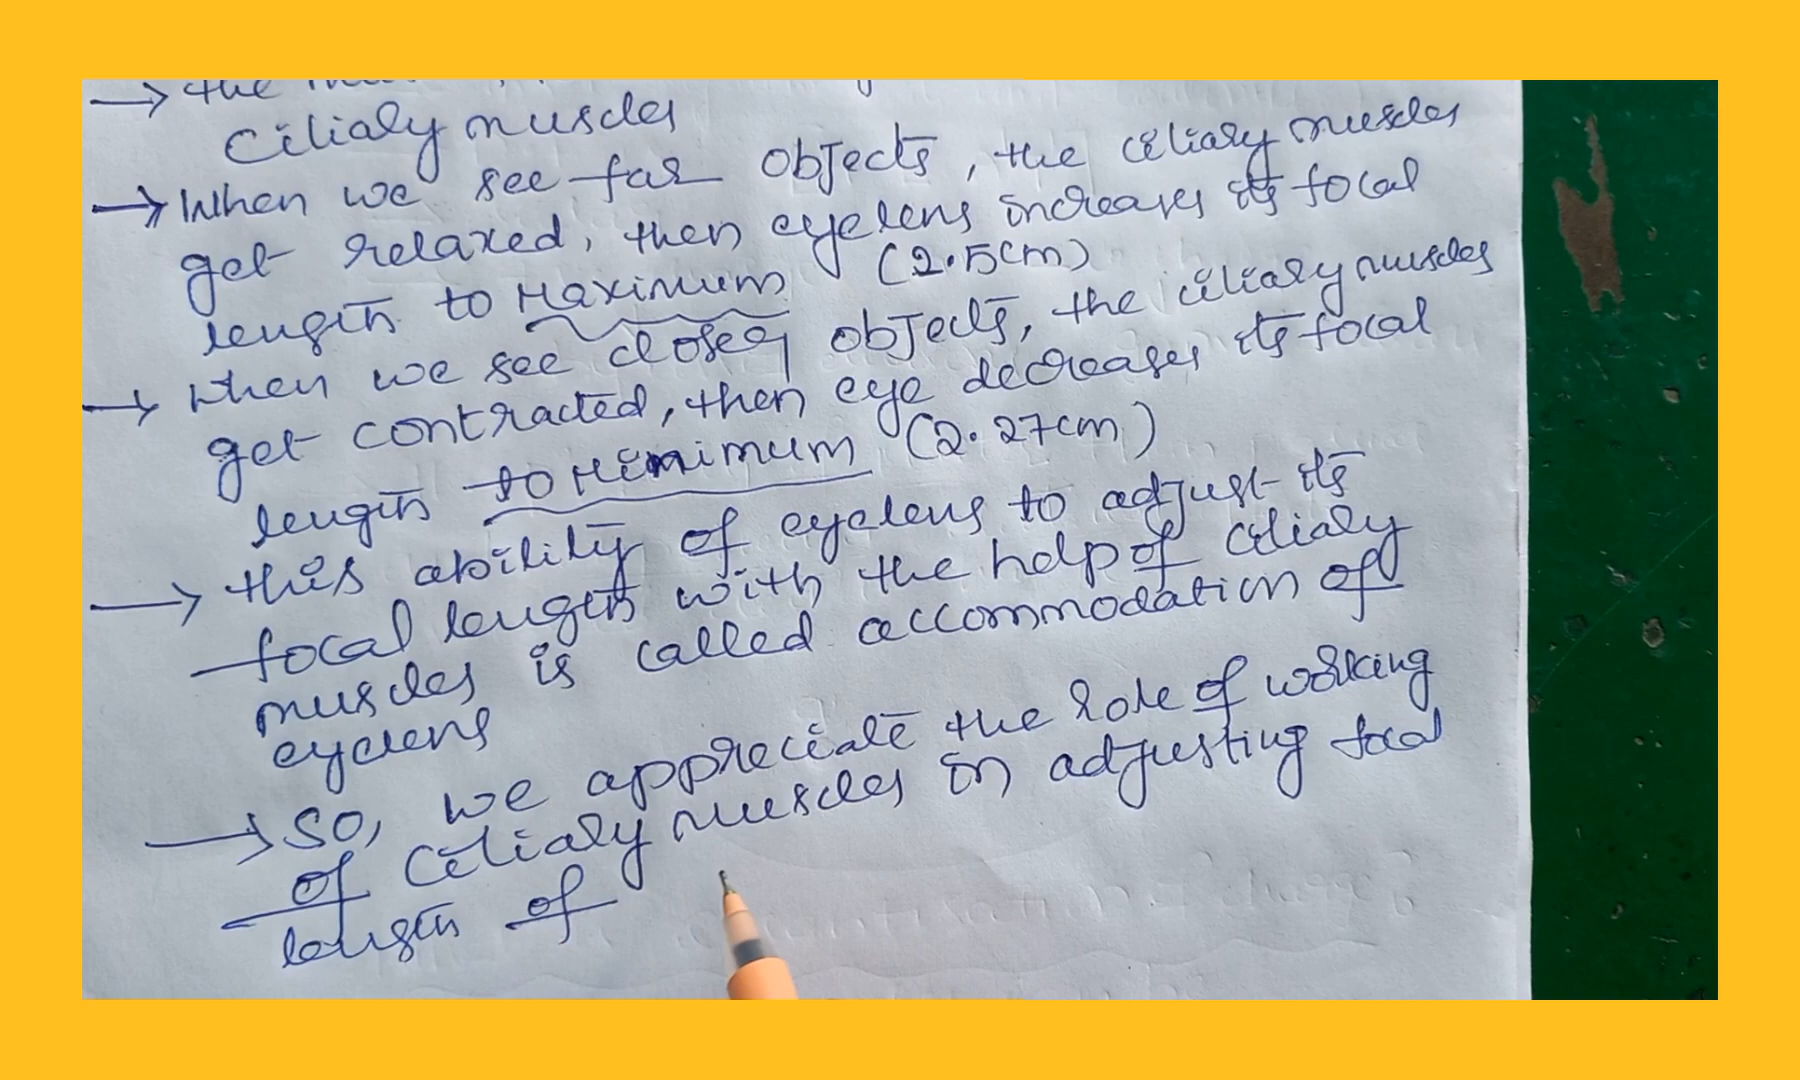 → the
Cilialy muscles
→ When we see far objects, the ciliary muscles
get relaxed, then eyelens increases its focal
length to Maximum (2.5cm)
→ When we see closer objects, the ciliary muscles
get contracted, then eye decreases its focal
length to Minimum (2.27cm)
→ this ability of eyelens to adjust its
focal length with the help of cilialy
muscles is called accommodation of
eyelens
→ So, we appreciate the role of working
of Cilialy muscles in adjusting focal
length of